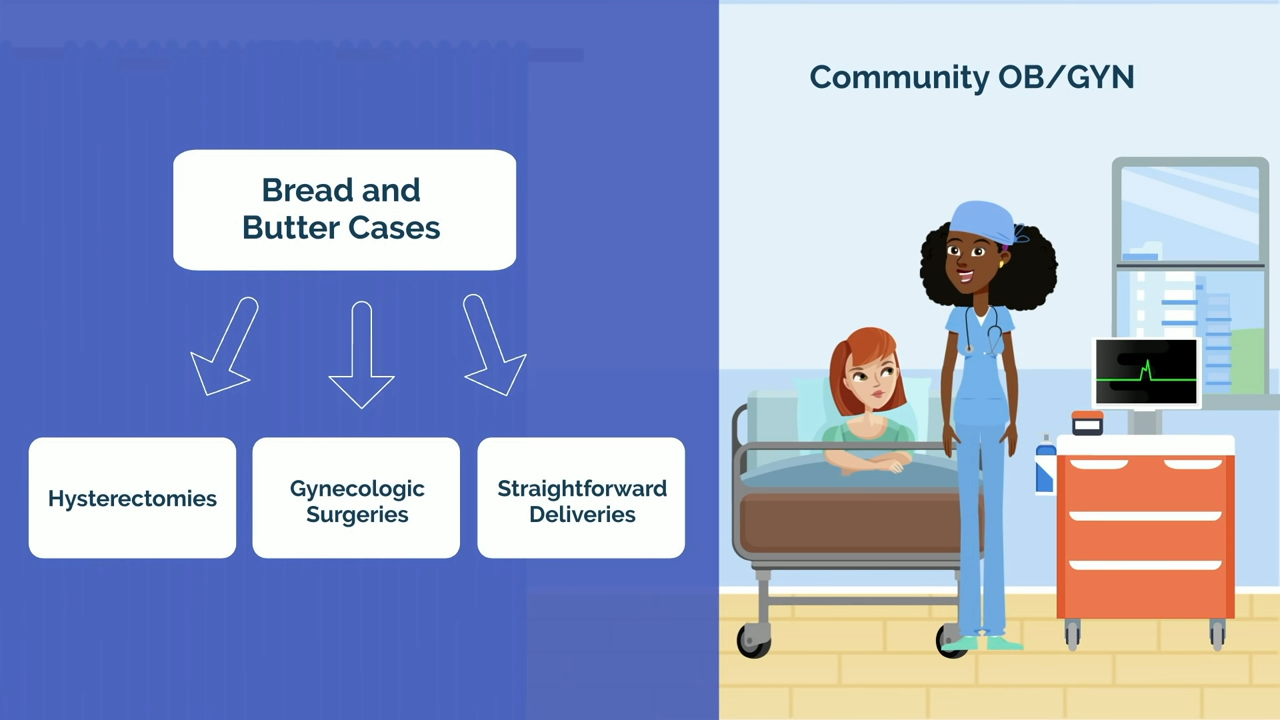 Community OB/GYN
Bread and
Butter Cases
Hysterectomies
Gynecologic
Surgeries
Straightforward
Deliveries